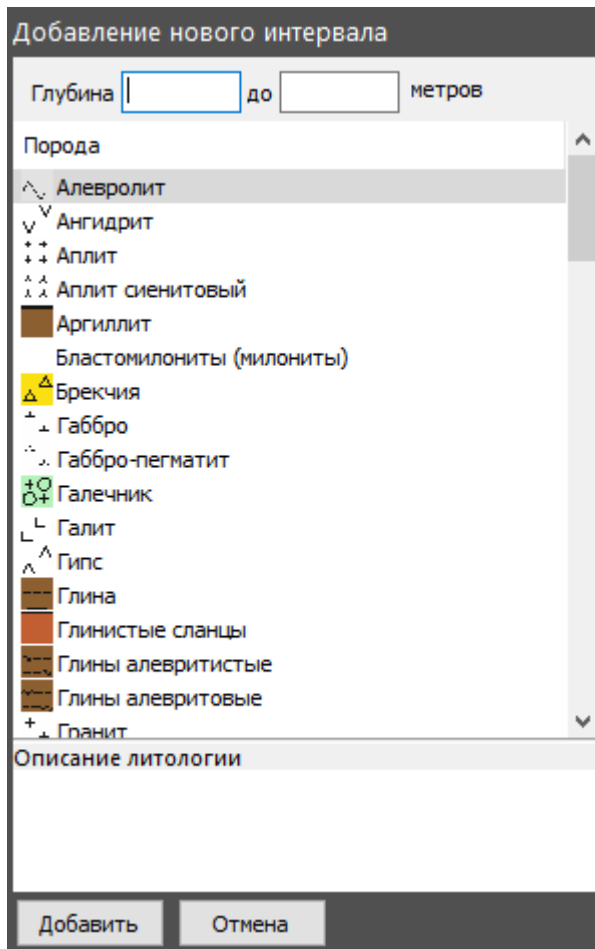 Добавление нового интервала
Глубина до метров
Порода
Алевролит
Ангидрит
Аплит
Аплит сиенитовый
Аргиллит
Бластомилониты (милониты)
Брекчия
Габбро
Габбро-пегматит
Галечник
Галит
Гипс
Глина
Глинистые сланцы
Глины алевритистые
Глины алевритовые
Гранит
Описание литологии
Добавить Отмена